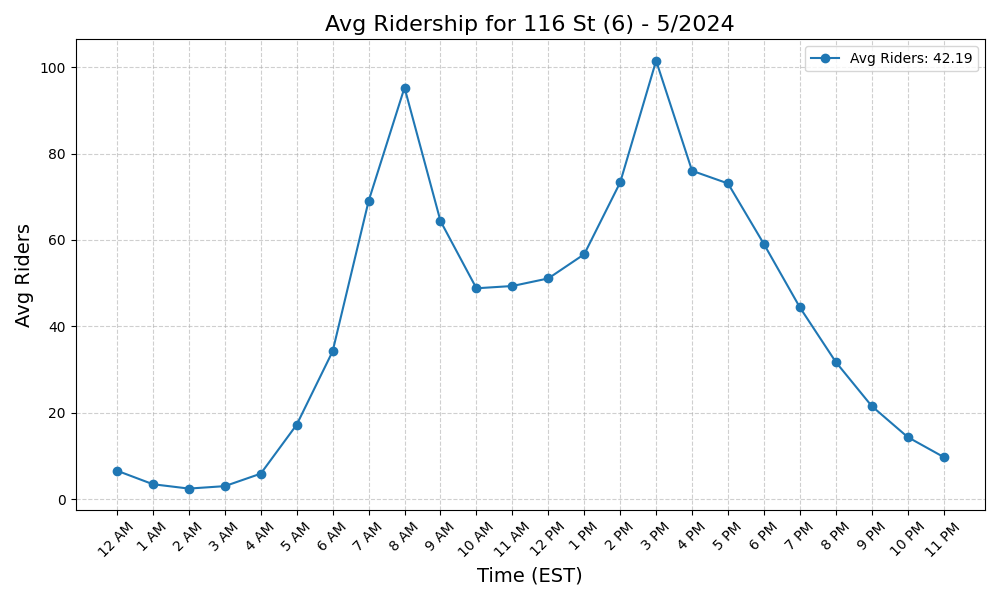 Avg Ridership for 116 St (6) - 5/2024
Avg Riders: 42.19
Avg Riders
100
80
60
40
20
0
12 AM
1 AM
2 AM
3 AM
4 AM
5 AM
6 AM
7 AM
8 AM
9 AM
10 AM
11 AM
12 PM
1 PM
2 PM
3 PM
4 PM
5 PM
6 PM
7 PM
8 PM
9 PM
10 PM
11 PM
Time (EST)